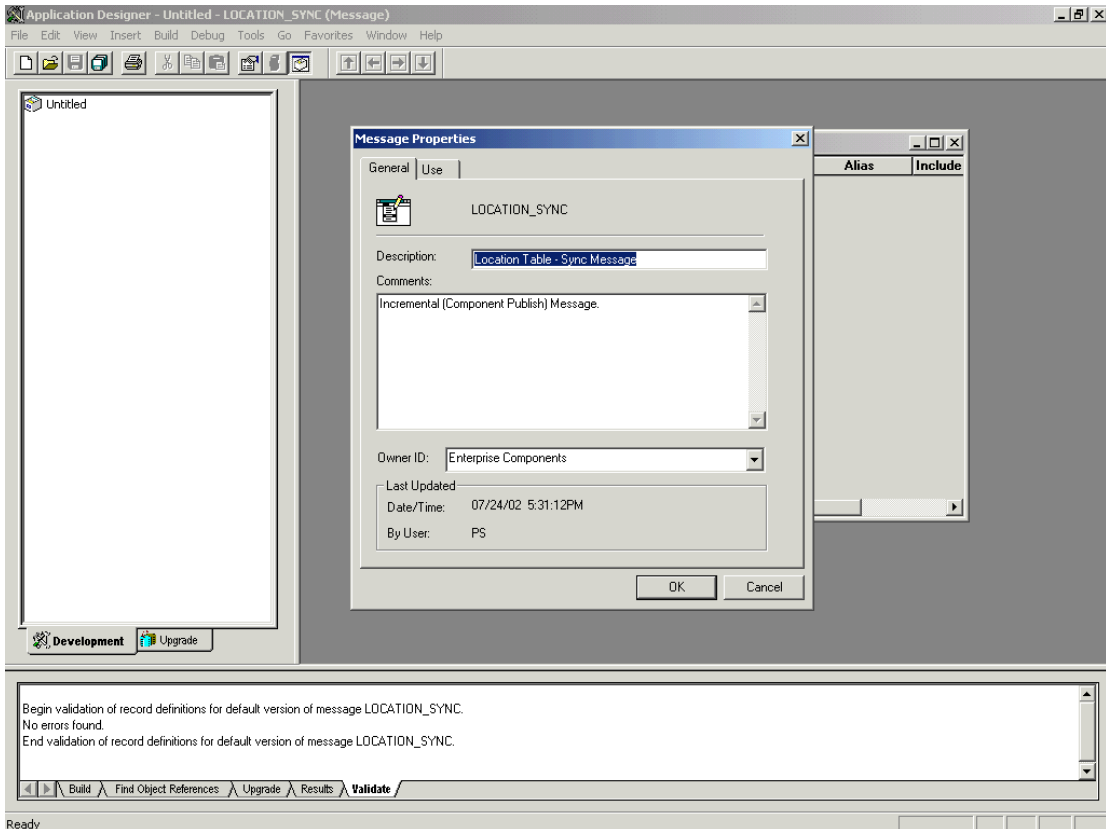 Application Designer - Untitled - LOCATION_SYNC (Message)
File Edit View Insert Build Debug Tools Go Favorites Window Help
Untitled
Message Properties
Alias Include
General Use
LOCATION_SYNC
Description: Location Table - Sync Message
Comments:
Incremental (Component Publish) Message.
Owner ID: Enterprise Components
Last Updated
Date/Time: 07/24/02 5:31:12PM
By User: PS
OK Cancel
Development Upgrade
Begin validation of record definitions for default version of message LOCATION_SYNC.
No errors found.
End validation of record definitions for default version of message LOCATION_SYNC.
Build Find Object References Upgrade Results Validate
Ready